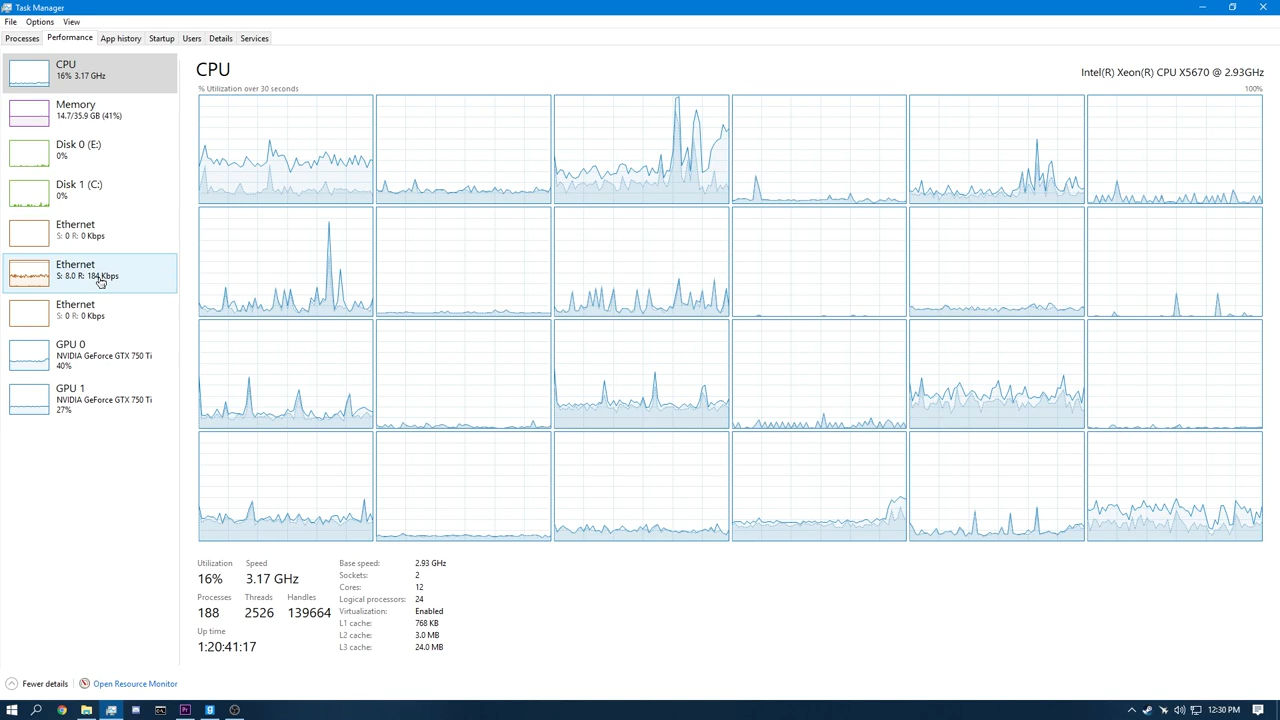 Task Manager
File Options View
Processes Performance App history Startup Users Details Services
CPU
16% 3.17 GHz
Memory
14.7/35.9 GB (41%)
Disk 0 (E:)
0%
Disk 1 (C:)
0%
Ethernet
S: 0 R: 0 Kbps
Ethernet
S: 8.0 R: 184 Kbps
Ethernet
S: 0 R: 0 Kbps
GPU 0
NVIDIA GeForce GTX 750 Ti
40%
GPU 1
NVIDIA GeForce GTX 750 Ti
27%
CPU
Intel(R) Xeon(R) CPU X5670 @ 2.93GHz
% Utilization over 30 seconds 100%
Utilization Speed
16% 3.17 GHz
Processes Threads Handles
188 2526 139664
Up time
1:20:41:17
Base speed: 2.93 GHz
Sockets: 2
Cores: 12
Logical processors: 24
Virtualization: Enabled
L1 cache: 768 KB
L2 cache: 3.0 MB
L3 cache: 24.0 MB
Fewer details Open Resource Monitor
Pr
12:30 PM